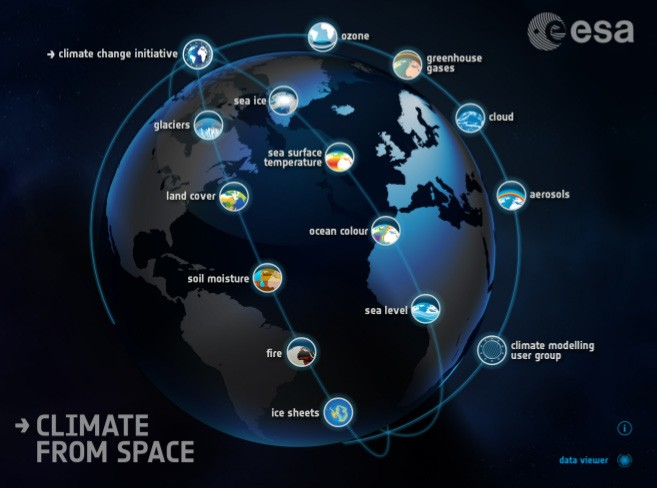 esa
→ climate change initiative
ozone
greenhouse
gases
sea ice
cloud
glaciers
sea surface
temperature
land cover
aerosols
ocean colour
soil moisture
sea level
climate modelling
user group
fire
ice sheets
→ CLIMATE
FROM SPACE
i
data viewer